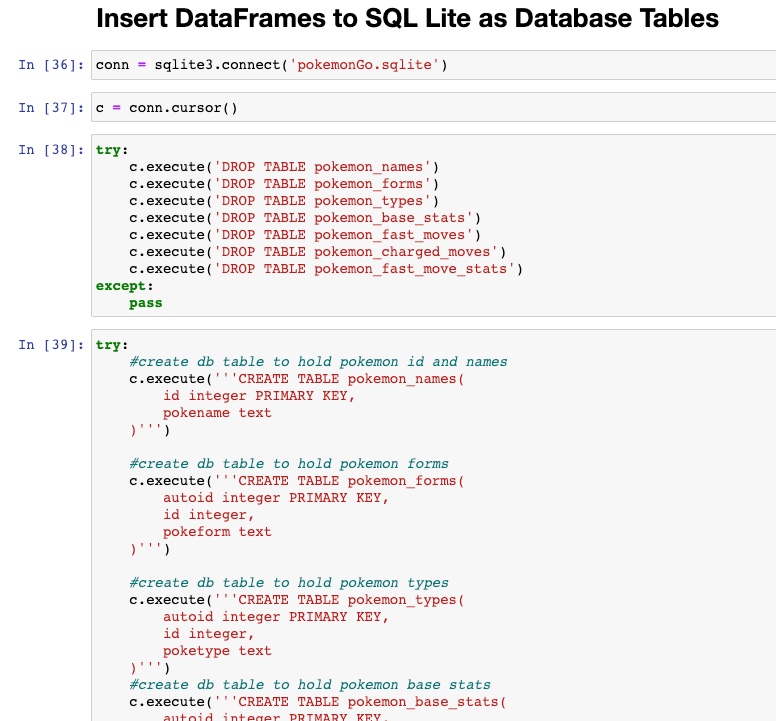 Insert DataFrames to SQL Lite as Database Tables
In [36]: conn = sqlite3.connect('pokemonGo.sqlite')
In [37]: c = conn.cursor()
In [38]: try:
    c.execute('DROP TABLE pokemon_names')
    c.execute('DROP TABLE pokemon_forms')
    c.execute('DROP TABLE pokemon_types')
    c.execute('DROP TABLE pokemon_base_stats')
    c.execute('DROP TABLE pokemon_fast_moves')
    c.execute('DROP TABLE pokemon_charged_moves')
    c.execute('DROP TABLE pokemon_fast_move_stats')
except:
    pass
In [39]: try:
    #create db table to hold pokemon id and names
    c.execute('''CREATE TABLE pokemon_names(
        id integer PRIMARY KEY,
        pokename text
    )''')
    #create db table to hold pokemon forms
    c.execute('''CREATE TABLE pokemon_forms(
        autoid integer PRIMARY KEY,
        id integer,
        pokeform text
    )''')
    #create db table to hold pokemon types
    c.execute('''CREATE TABLE pokemon_types(
        autoid integer PRIMARY KEY,
        id integer,
        poketype text
    )''')
    #create db table to hold pokemon base stats
    c.execute('''CREATE TABLE pokemon_base_stats(
        autoid integer PRIMARY KEY,